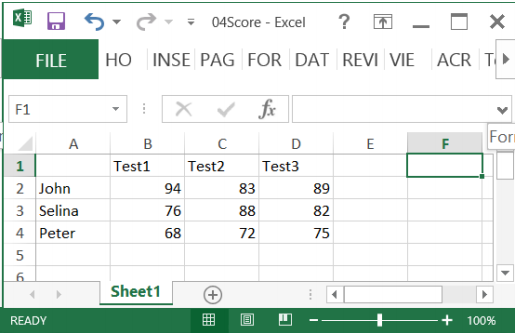 04Score - Excel ?
FILE HO INSE PAG FOR DAT REVI VIE ACR
F1 fx
For
A B C D E F
1 Test1 Test2 Test3
2 John 94 83 89
3 Selina 76 88 82
4 Peter 68 72 75
5
6
Sheet1
READY 100%